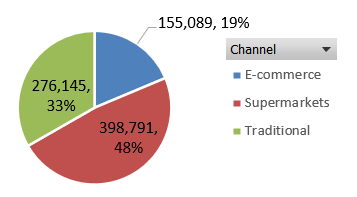 155,089, 19%
Channel
E-commerce
Supermarkets
Traditional
276,145,
33%
398,791,
48%